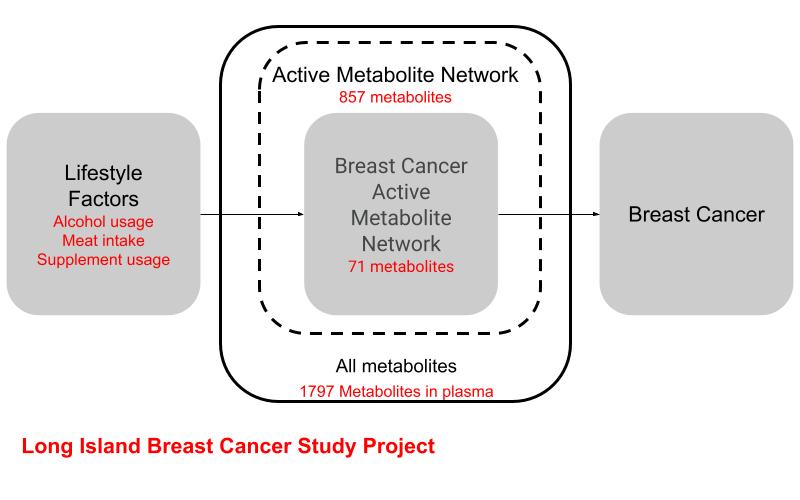 Active Metabolite Network
857 metabolites
Lifestyle
Factors
Alcohol usage
Meat intake
Supplement usage
Breast Cancer
Active
Metabolite
Network
71 metabolites
Breast Cancer
All metabolites
1797 Metabolites in plasma
Long Island Breast Cancer Study Project